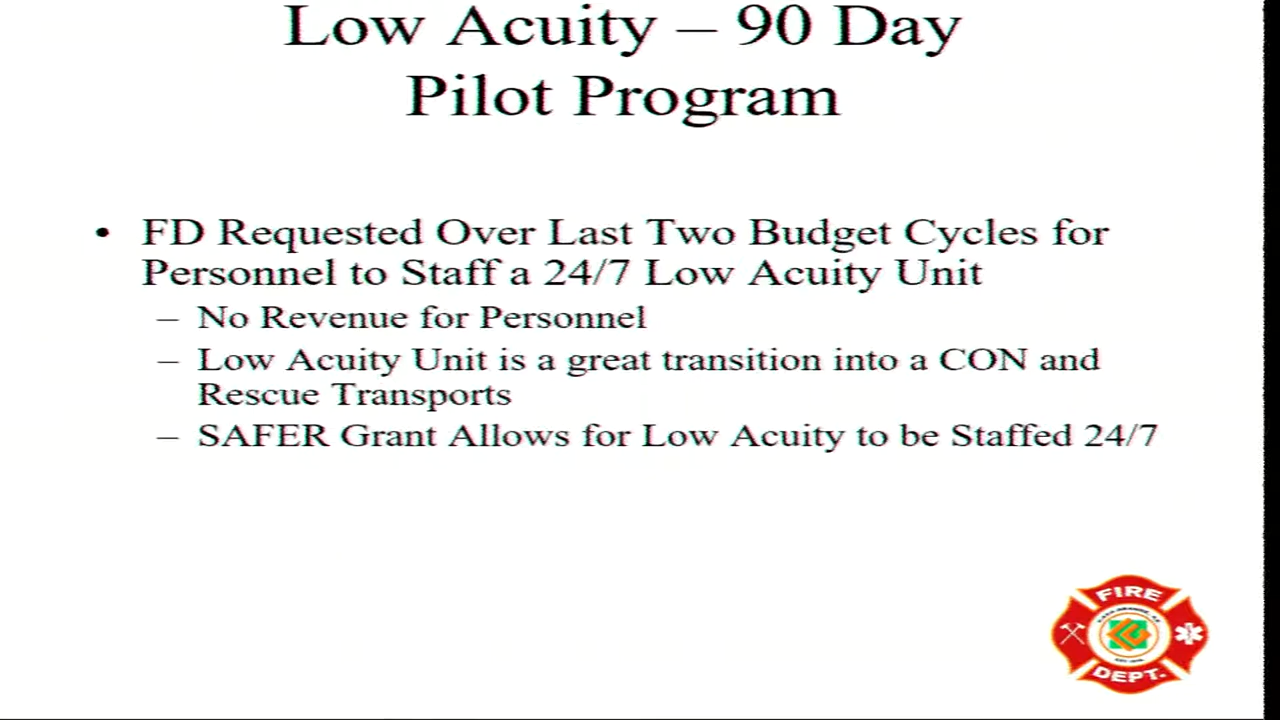 Low Acuity – 90 Day
Pilot Program
• FD Requested Over Last Two Budget Cycles for
Personnel to Staff a 24/7 Low Acuity Unit
– No Revenue for Personnel
– Low Acuity Unit is a great transition into a CON and
Rescue Transports
– SAFER Grant Allows for Low Acuity to be Staffed 24/7
FIRE
DEPT.